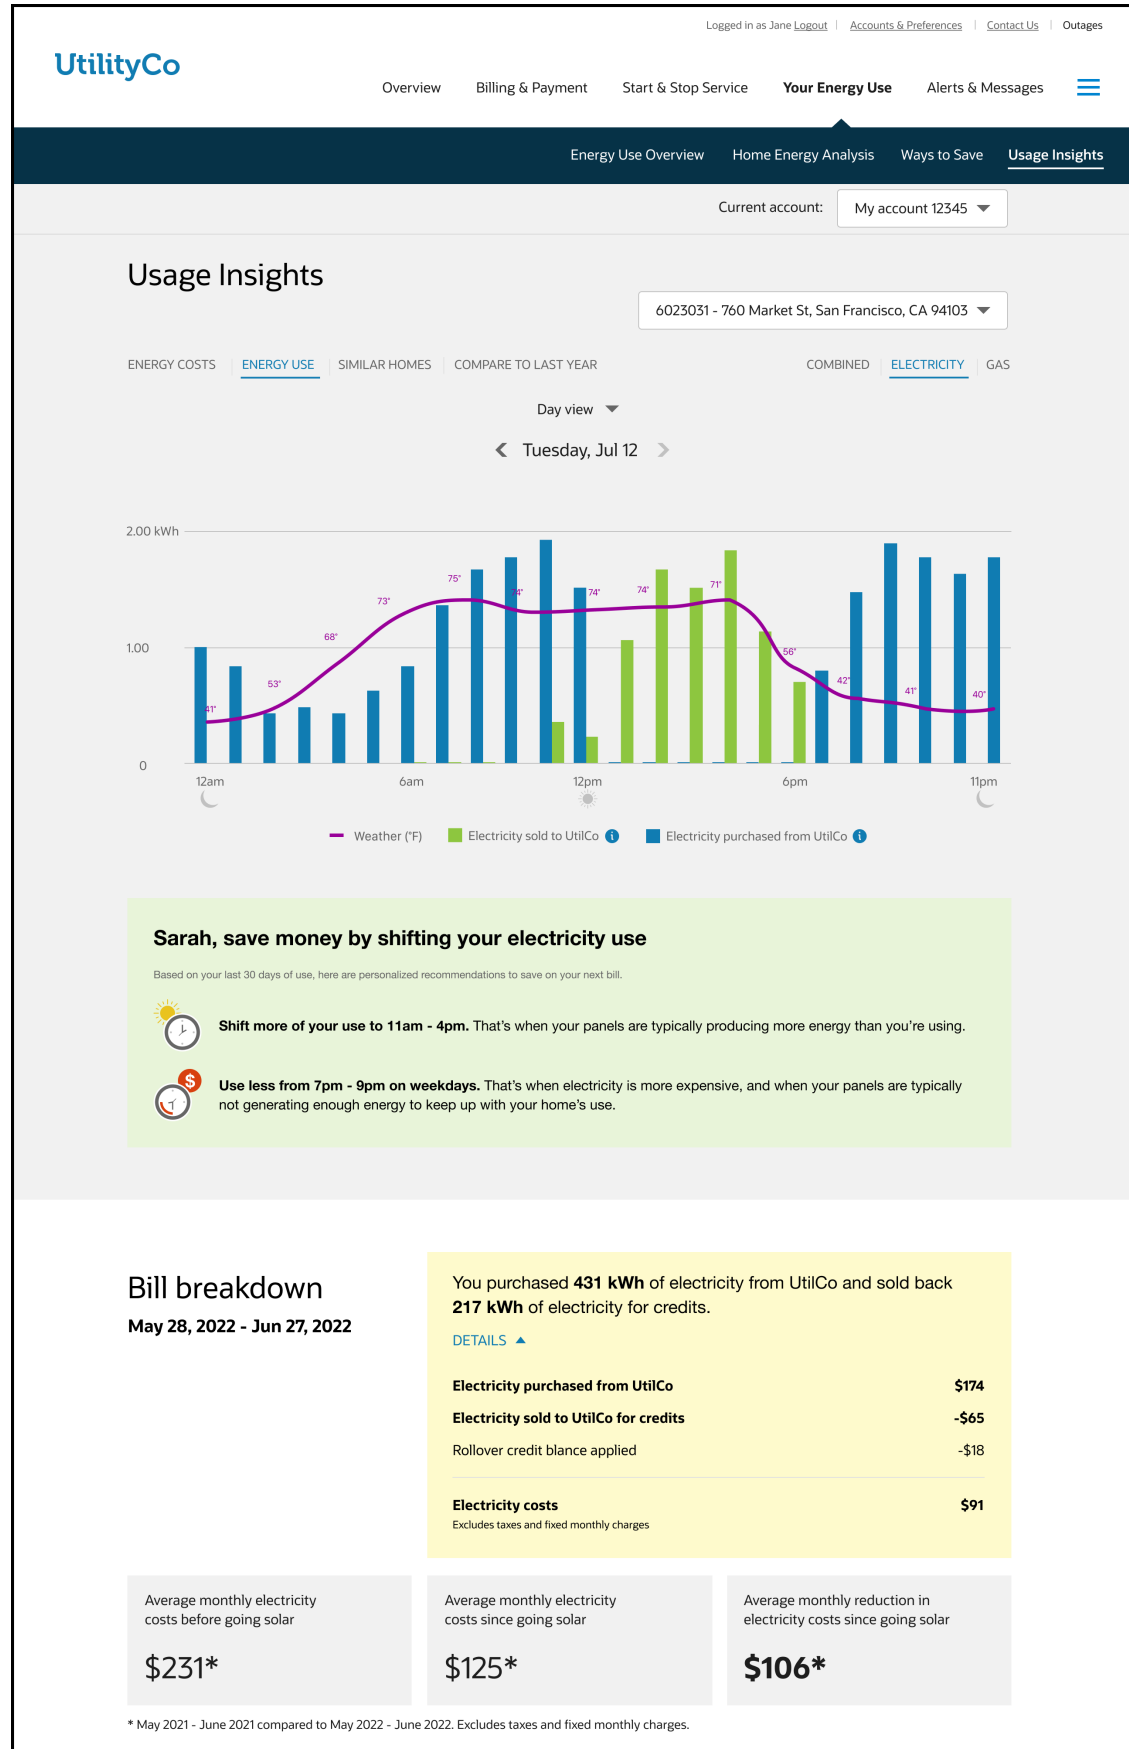 Logged in as Jane Logout | Accounts & Preferences | Contact Us | Outages
UtilityCo
Overview Billing & Payment Start & Stop Service Your Energy Use Alerts & Messages
Energy Use Overview Home Energy Analysis Ways to Save Usage Insights
Current account: My account 12345
Usage Insights
6023031 - 760 Market St, San Francisco, CA 94103
ENERGY COSTS ENERGY USE SIMILAR HOMES COMPARE TO LAST YEAR COMBINED ELECTRICITY GAS
Day view
Tuesday, Jul 12
2.00 kWh
75°
74° 74° 74° 71°
73°
68°
1.00
56°
53°
42°
41° 40°
41°
0
12am 6am 12pm 6pm 11pm
Weather (°F) Electricity sold to UtilCo i Electricity purchased from UtilCo i
Sarah, save money by shifting your electricity use
Based on your last 30 days of use, here are personalized recommendations to save on your next bill.
Shift more of your use to 11am - 4pm. That's when your panels are typically producing more energy than you're using.
$
Use less from 7pm - 9pm on weekdays. That's when electricity is more expensive, and when your panels are typically
not generating enough energy to keep up with your home's use.
Bill breakdown
May 28, 2022 - Jun 27, 2022
You purchased 431 kWh of electricity from UtilCo and sold back
217 kWh of electricity for credits.
DETAILS
Electricity purchased from UtilCo $174
Electricity sold to UtilCo for credits -$65
Rollover credit blance applied -$18
Electricity costs $91
Excludes taxes and fixed monthly charges
Average monthly electricity
costs before going solar
$231*
Average monthly electricity
costs since going solar
$125*
Average monthly reduction in
electricity costs since going solar
$106*
* May 2021 - June 2021 compared to May 2022 - June 2022. Excludes taxes and fixed monthly charges.